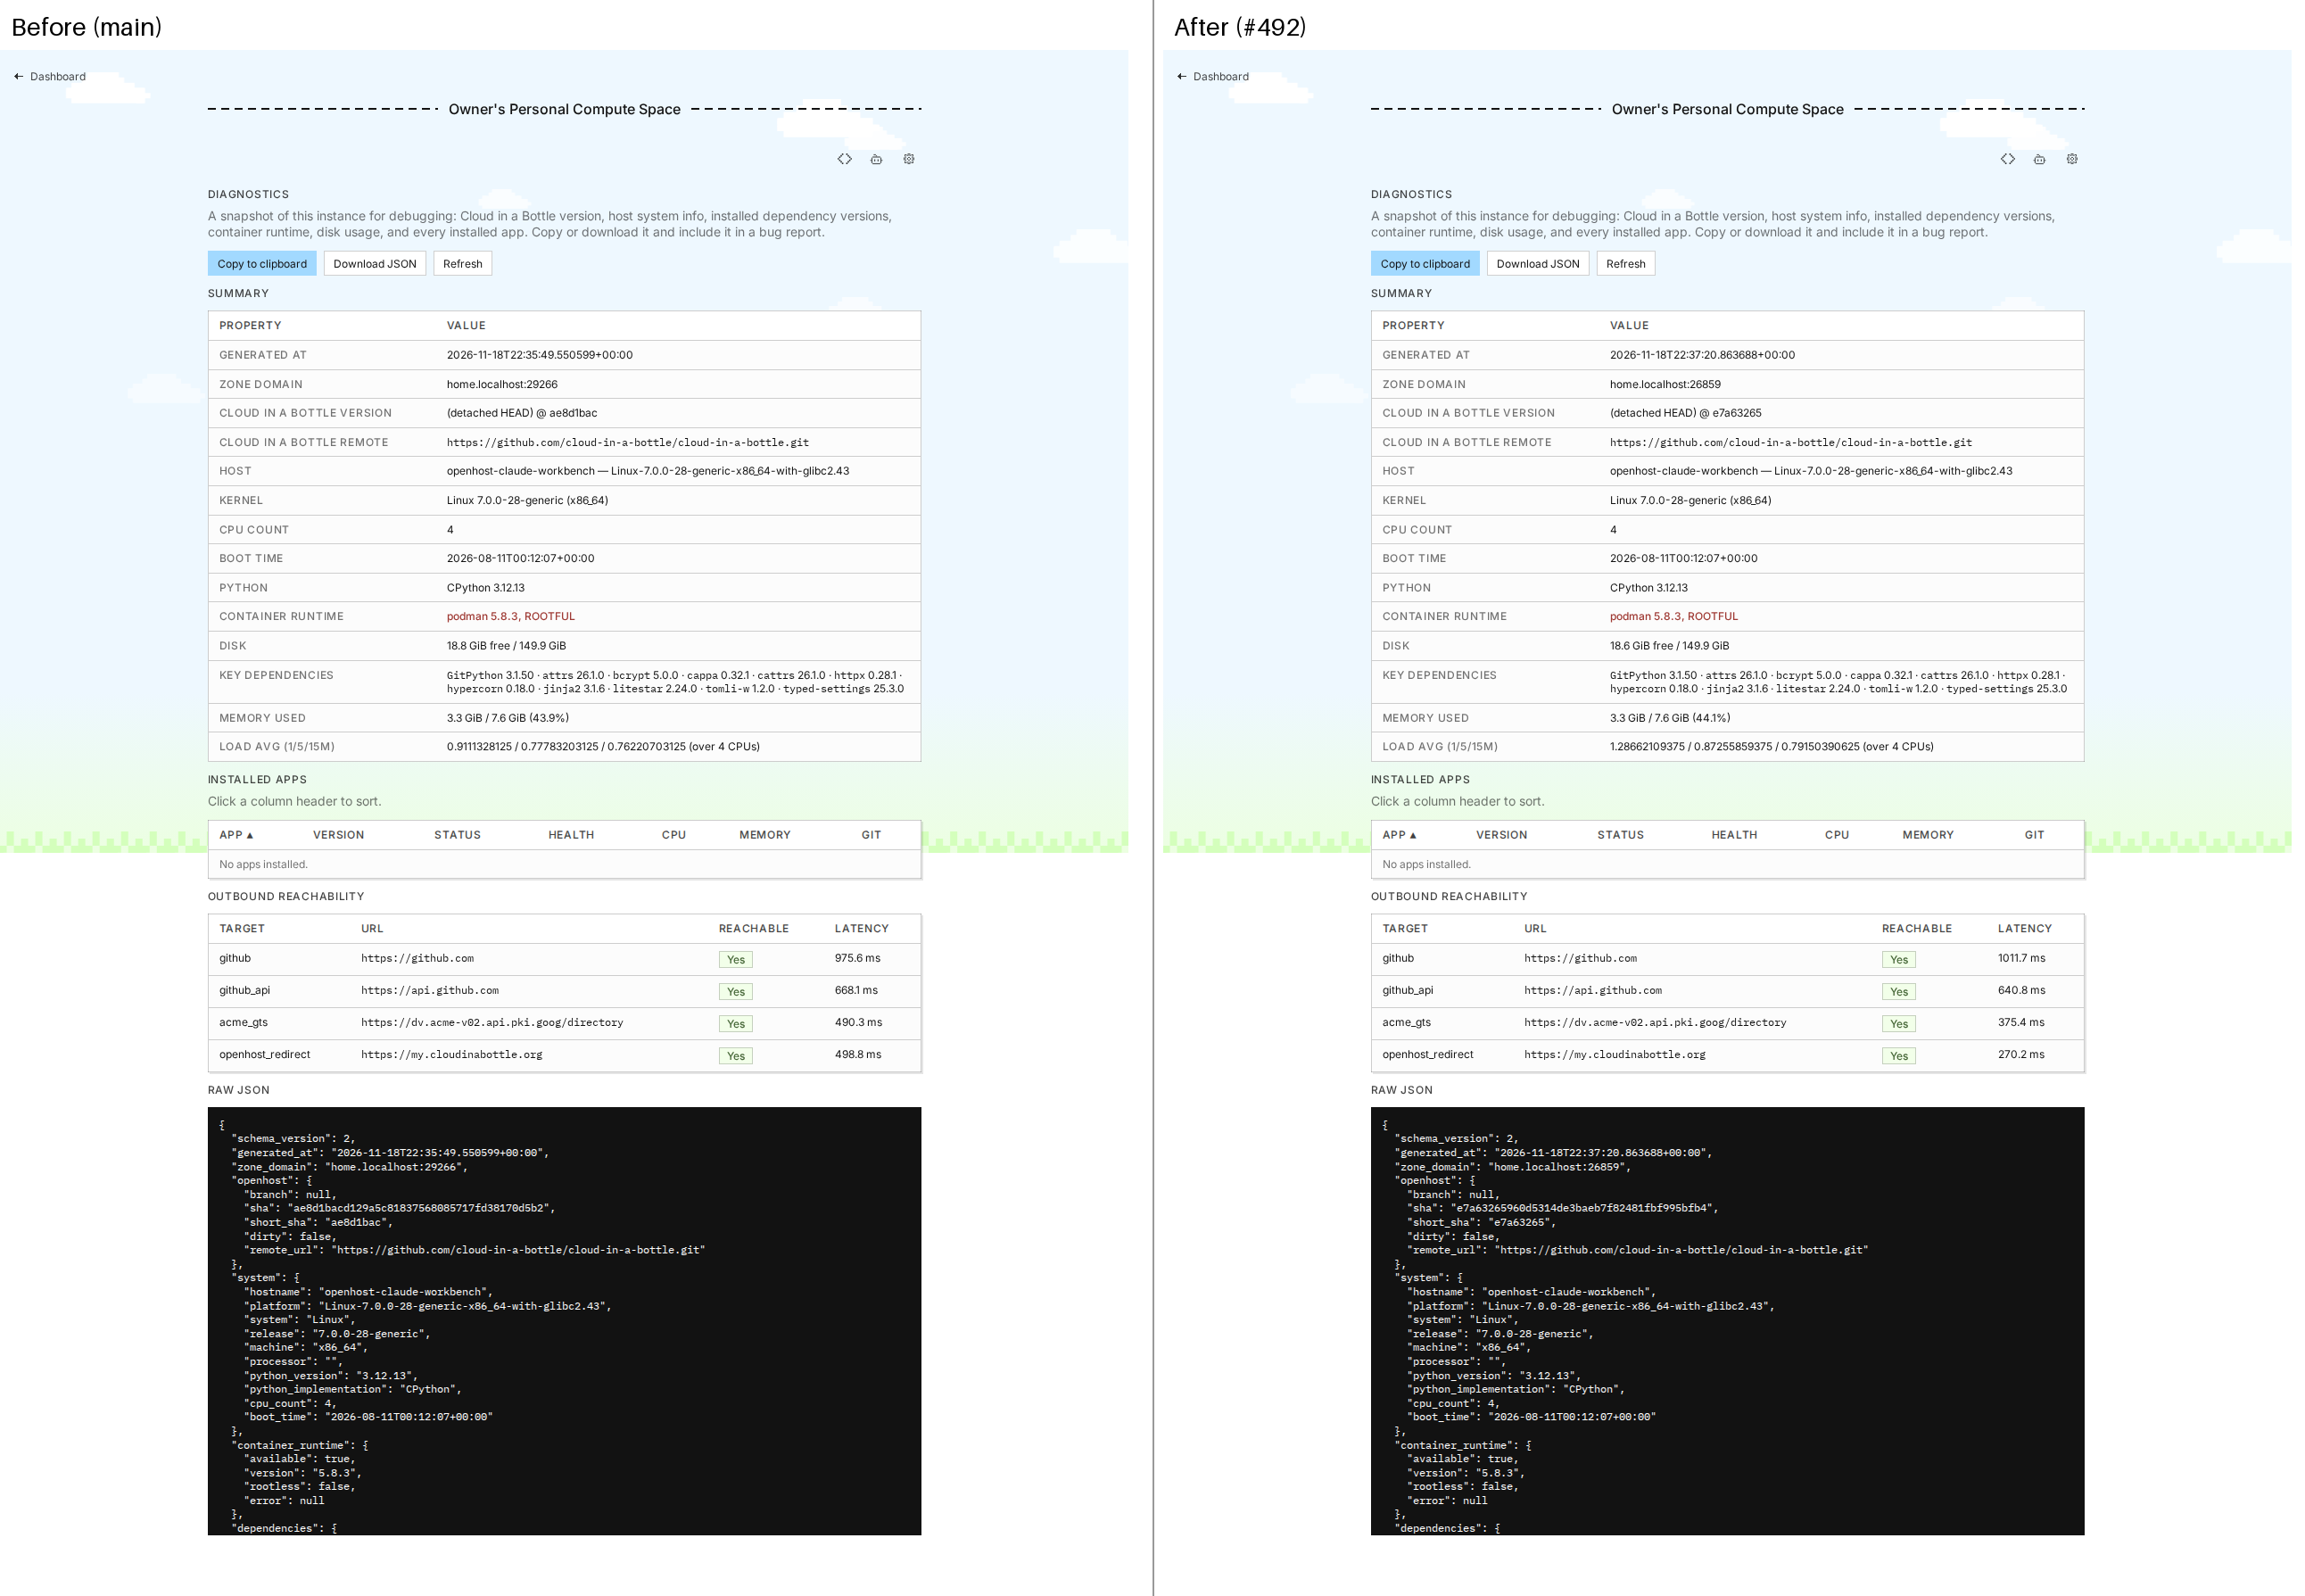 Before (main)
← Dashboard
Owner's Personal Compute Space
DIAGNOSTICS
A snapshot of this instance for debugging: Cloud in a Bottle version, host system info, installed dependency versions,
container runtime, disk usage, and every installed app. Copy or download it and include it in a bug report.
Copy to clipboard Download JSON Refresh
SUMMARY
PROPERTY VALUE
GENERATED AT 2026-11-18T22:35:49.550599+00:00
ZONE DOMAIN home.localhost:29266
CLOUD IN A BOTTLE VERSION (detached HEAD) @ ae8d1bac
CLOUD IN A BOTTLE REMOTE https://github.com/cloud-in-a-bottle/cloud-in-a-bottle.git
HOST openhost-claude-workbench — Linux-7.0.0-28-generic-x86_64-with-glibc2.43
KERNEL Linux 7.0.0-28-generic (x86_64)
CPU COUNT 4
BOOT TIME 2026-08-11T00:12:07+00:00
PYTHON CPython 3.12.13
CONTAINER RUNTIME podman 5.8.3, ROOTFUL
DISK 18.8 GiB free / 149.9 GiB
KEY DEPENDENCIES GitPython 3.1.50 · attrs 26.1.0 · bcrypt 5.0.0 · cappa 0.32.1 · cattrs 26.1.0 · httpx 0.28.1 ·
hypercorn 0.18.0 · jinja2 3.1.6 · litestar 2.24.0 · tomli-w 1.2.0 · typed-settings 25.3.0
MEMORY USED 3.3 GiB / 7.6 GiB (43.9%)
LOAD AVG (1/5/15M) 0.9111328125 / 0.77783203125 / 0.76220703125 (over 4 CPUs)
INSTALLED APPS
Click a column header to sort.
APP ▲ VERSION STATUS HEALTH CPU MEMORY GIT
No apps installed.
OUTBOUND REACHABILITY
TARGET URL REACHABLE LATENCY
github https://github.com Yes 975.6 ms
github_api https://api.github.com Yes 668.1 ms
acme_gts https://dv.acme-v02.api.pki.goog/directory Yes 490.3 ms
openhost_redirect https://my.cloudinabottle.org Yes 498.8 ms
RAW JSON
{
"schema_version": 2,
"generated_at": "2026-11-18T22:35:49.550599+00:00",
"zone_domain": "home.localhost:29266",
"openhost": {
"branch": null,
"sha": "ae8d1bacd129a5c81837568085717fd38170d5b2",
"short_sha": "ae8d1bac",
"dirty": false,
"remote_url": "https://github.com/cloud-in-a-bottle/cloud-in-a-bottle.git"
},
"system": {
"hostname": "openhost-claude-workbench",
"platform": "Linux-7.0.0-28-generic-x86_64-with-glibc2.43",
"system": "Linux",
"release": "7.0.0-28-generic",
"machine": "x86_64",
"processor": "",
"python_version": "3.12.13",
"python_implementation": "CPython",
"cpu_count": 4,
"boot_time": "2026-08-11T00:12:07+00:00"
},
"container_runtime": {
"available": true,
"version": "5.8.3",
"rootless": false,
"error": null
},
"dependencies": {
After (#492)
← Dashboard
Owner's Personal Compute Space
DIAGNOSTICS
A snapshot of this instance for debugging: Cloud in a Bottle version, host system info, installed dependency versions,
container runtime, disk usage, and every installed app. Copy or download it and include it in a bug report.
Copy to clipboard Download JSON Refresh
SUMMARY
PROPERTY VALUE
GENERATED AT 2026-11-18T22:37:20.863688+00:00
ZONE DOMAIN home.localhost:26859
CLOUD IN A BOTTLE VERSION (detached HEAD) @ e7a63265
CLOUD IN A BOTTLE REMOTE https://github.com/cloud-in-a-bottle/cloud-in-a-bottle.git
HOST openhost-claude-workbench — Linux-7.0.0-28-generic-x86_64-with-glibc2.43
KERNEL Linux 7.0.0-28-generic (x86_64)
CPU COUNT 4
BOOT TIME 2026-08-11T00:12:07+00:00
PYTHON CPython 3.12.13
CONTAINER RUNTIME podman 5.8.3, ROOTFUL
DISK 18.6 GiB free / 149.9 GiB
KEY DEPENDENCIES GitPython 3.1.50 · attrs 26.1.0 · bcrypt 5.0.0 · cappa 0.32.1 · cattrs 26.1.0 · httpx 0.28.1 ·
hypercorn 0.18.0 · jinja2 3.1.6 · litestar 2.24.0 · tomli-w 1.2.0 · typed-settings 25.3.0
MEMORY USED 3.3 GiB / 7.6 GiB (44.1%)
LOAD AVG (1/5/15M) 1.28662109375 / 0.87255859375 / 0.79150390625 (over 4 CPUs)
INSTALLED APPS
Click a column header to sort.
APP ▲ VERSION STATUS HEALTH CPU MEMORY GIT
No apps installed.
OUTBOUND REACHABILITY
TARGET URL REACHABLE LATENCY
github https://github.com Yes 1011.7 ms
github_api https://api.github.com Yes 640.8 ms
acme_gts https://dv.acme-v02.api.pki.goog/directory Yes 375.4 ms
openhost_redirect https://my.cloudinabottle.org Yes 270.2 ms
RAW JSON
{
"schema_version": 2,
"generated_at": "2026-11-18T22:37:20.863688+00:00",
"zone_domain": "home.localhost:26859",
"openhost": {
"branch": null,
"sha": "e7a63265960d5314de3baeb7f82481fbf995bfb4",
"short_sha": "e7a63265",
"dirty": false,
"remote_url": "https://github.com/cloud-in-a-bottle/cloud-in-a-bottle.git"
},
"system": {
"hostname": "openhost-claude-workbench",
"platform": "Linux-7.0.0-28-generic-x86_64-with-glibc2.43",
"system": "Linux",
"release": "7.0.0-28-generic",
"machine": "x86_64",
"processor": "",
"python_version": "3.12.13",
"python_implementation": "CPython",
"cpu_count": 4,
"boot_time": "2026-08-11T00:12:07+00:00"
},
"container_runtime": {
"available": true,
"version": "5.8.3",
"rootless": false,
"error": null
},
"dependencies": {